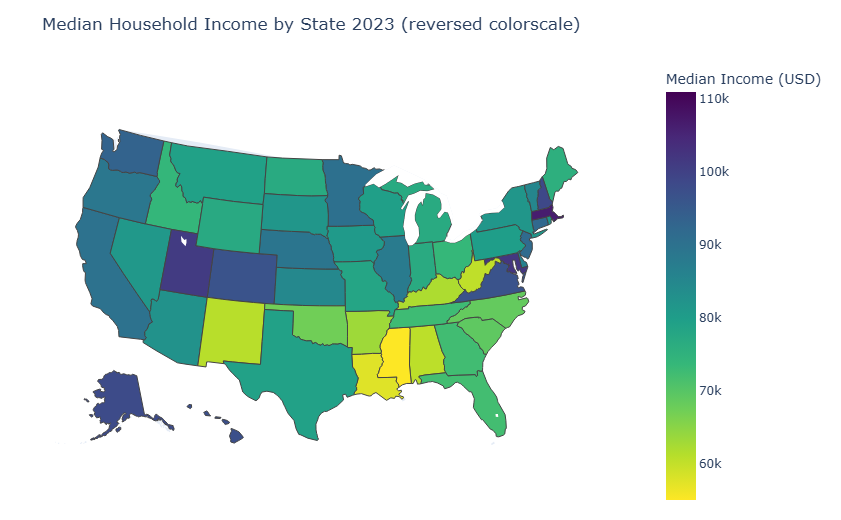 Median Household Income by State 2023 (reversed colorscale)
Median Income (USD)
110k
100k
90k
80k
70k
60k